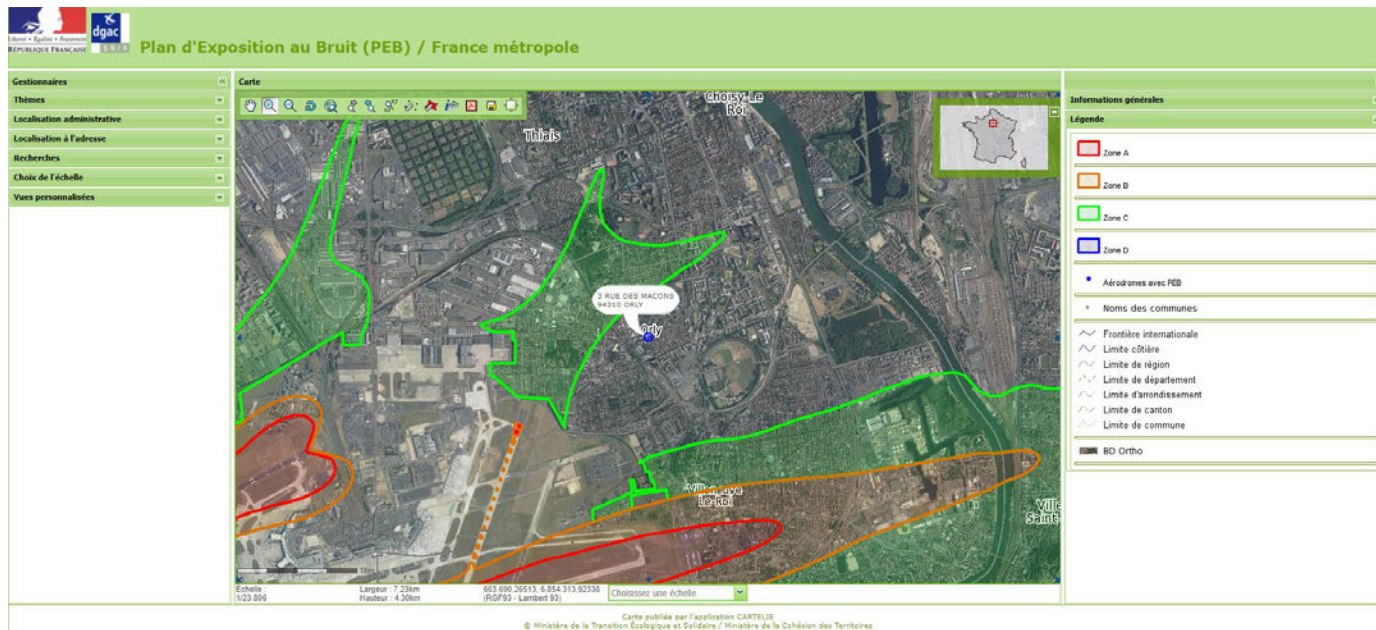 Liberté • Égalité • Fraternité
RÉPUBLIQUE FRANÇAISE
dgac
S N I A
Plan d'Exposition au Bruit (PEB) / France métropole
Gestionnaires
Thèmes
Localisation administrative
Localisation à l'adresse
Recherches
Choix de l'échelle
Vues personnalisées
Carte
Choisy-Le
Roi
Thiais
3 RUE DES MACONS
94310 ORLY
Orly
Villeneuve
Le-Roi
Ville
Saint-
Echelle :
1/23.806
Largeur : 7.23km
Hauteur : 4.30km
663.690,26513, 6.854.313,92338
(RGF93 - Lambert 93)
Choisissez une échelle
Informations générales
Légende
Zone A
Zone B
Zone C
Zone D
Aérodromes avec PEB
Noms des communes
Frontière internationale
Limite côtière
Limite de région
Limite de département
Limite d'arrondissement
Limite de canton
Limite de commune
BD Ortho
Carte publiée par l'application CARTELIE
© Ministère de la Transition Écologique et Solidaire / Ministère de la Cohésion des Territoires